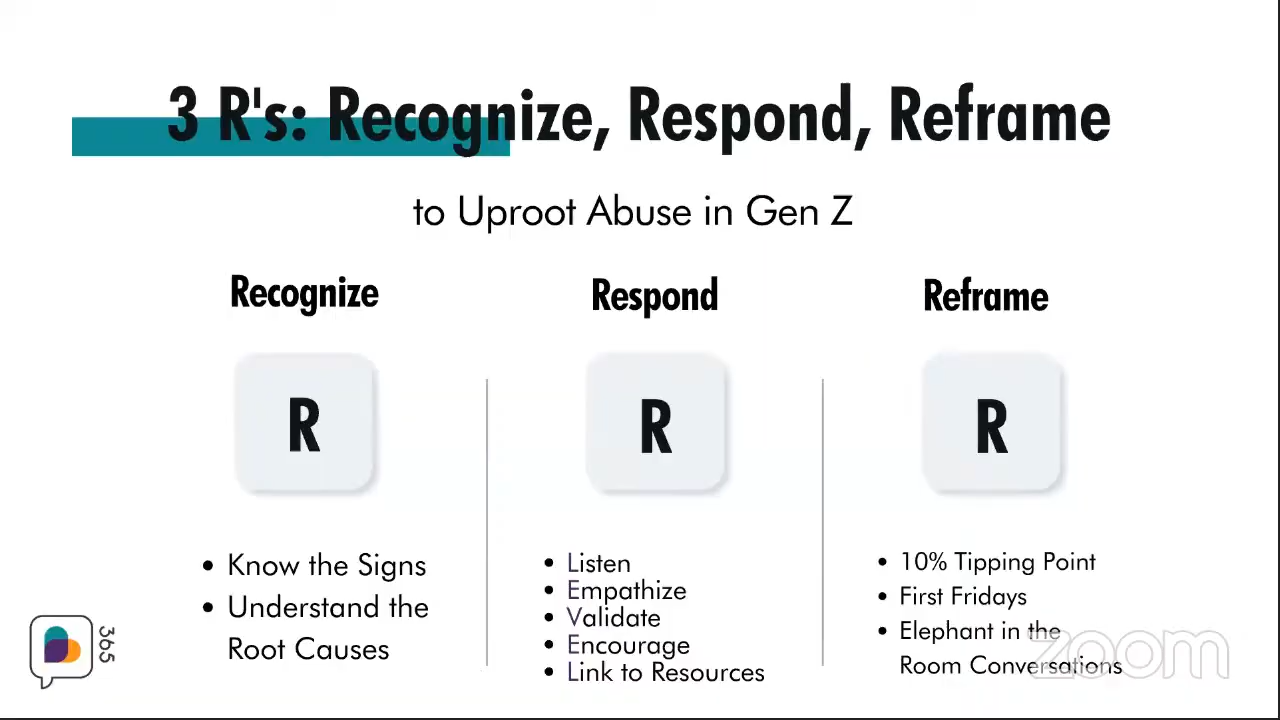 3 R's: Recognize, Respond, Reframe
to Uproot Abuse in Gen Z
Recognize
R
• Know the Signs
• Understand the
Root Causes
Respond
R
• Listen
• Empathize
• Validate
• Encourage
• Link to Resources
Reframe
R
• 10% Tipping Point
• First Fridays
• Elephant in the
Room Conversations
365
zoom